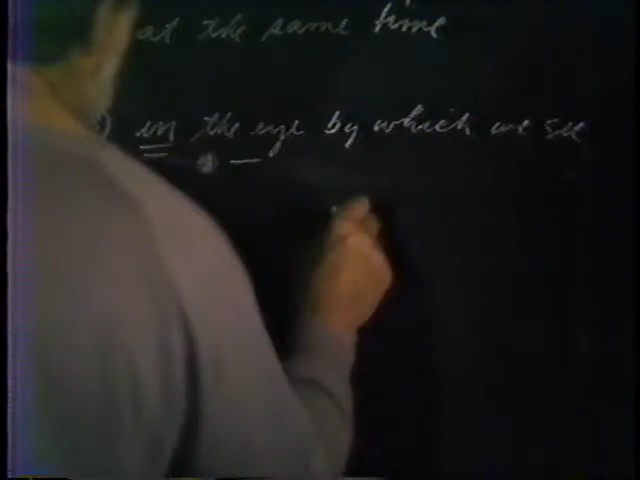 at the same time
) in the eye by which we see